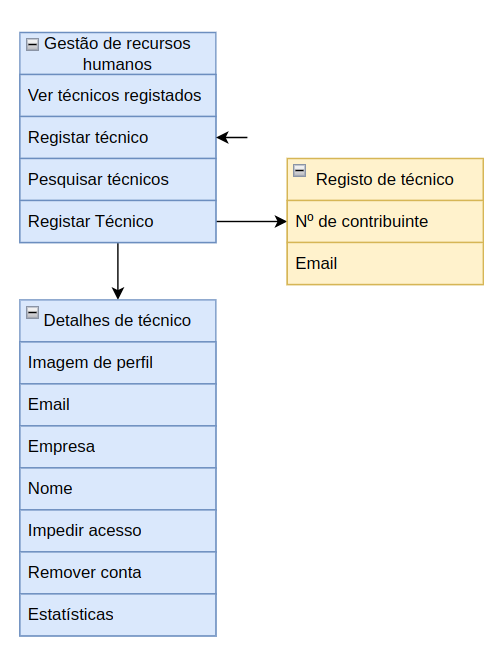 Gestão de recursos
humanos
Ver técnicos registados
Registar técnico
Pesquisar técnicos
Registar Técnico
Registo de técnico
Nº de contribuinte
Email
Detalhes de técnico
Imagem de perfil
Email
Empresa
Nome
Impedir acesso
Remover conta
Estatísticas